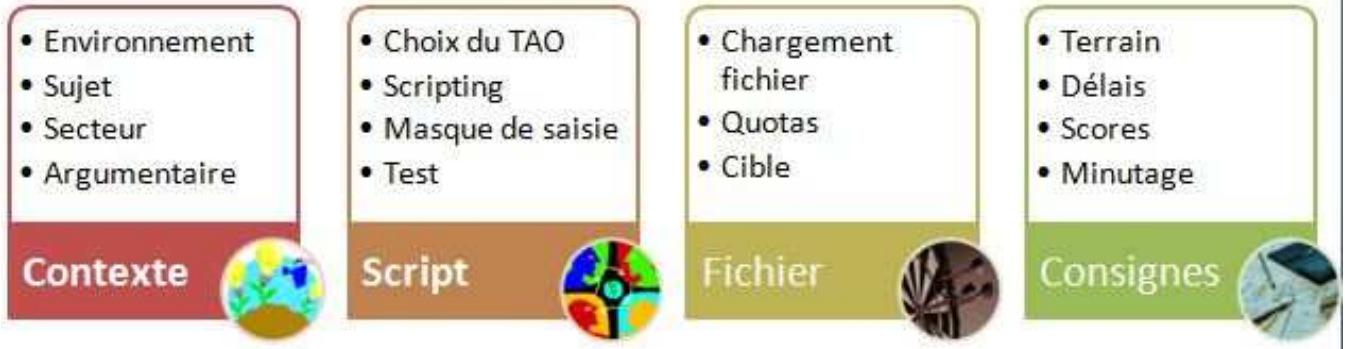 • Environnement
• Sujet
• Secteur
• Argumentaire
Contexte
• Choix du TAO
• Scripting
• Masque de saisie
• Test
Script
• Chargement
fichier
• Quotas
• Cible
Fichier
• Terrain
• Délais
• Scores
• Minutage
Consignes